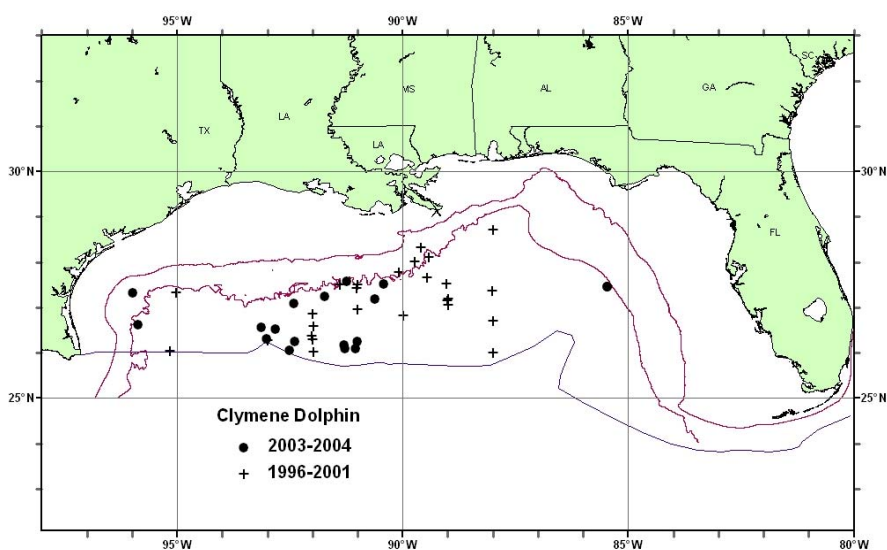 95°W 90°W 85°W
SC
MS AL GA
LA
TX
LA
30°N 30°N
FL
25°N 25°N
Clymene Dolphin
2003-2004
1996-2001
95°W 90°W 85°W 80°W